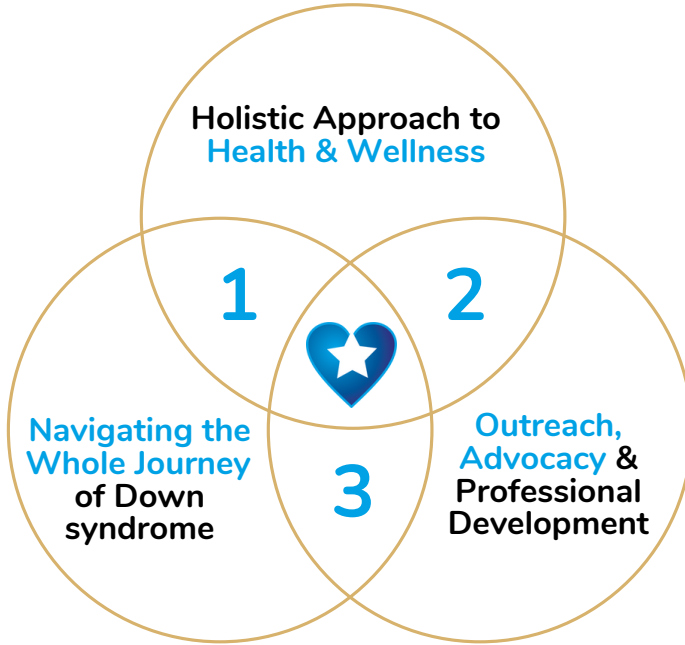 Holistic Approach to
Health & Wellness
1
2
Navigating the
Whole Journey
of Down
syndrome
3
Outreach,
Advocacy &
Professional
Development